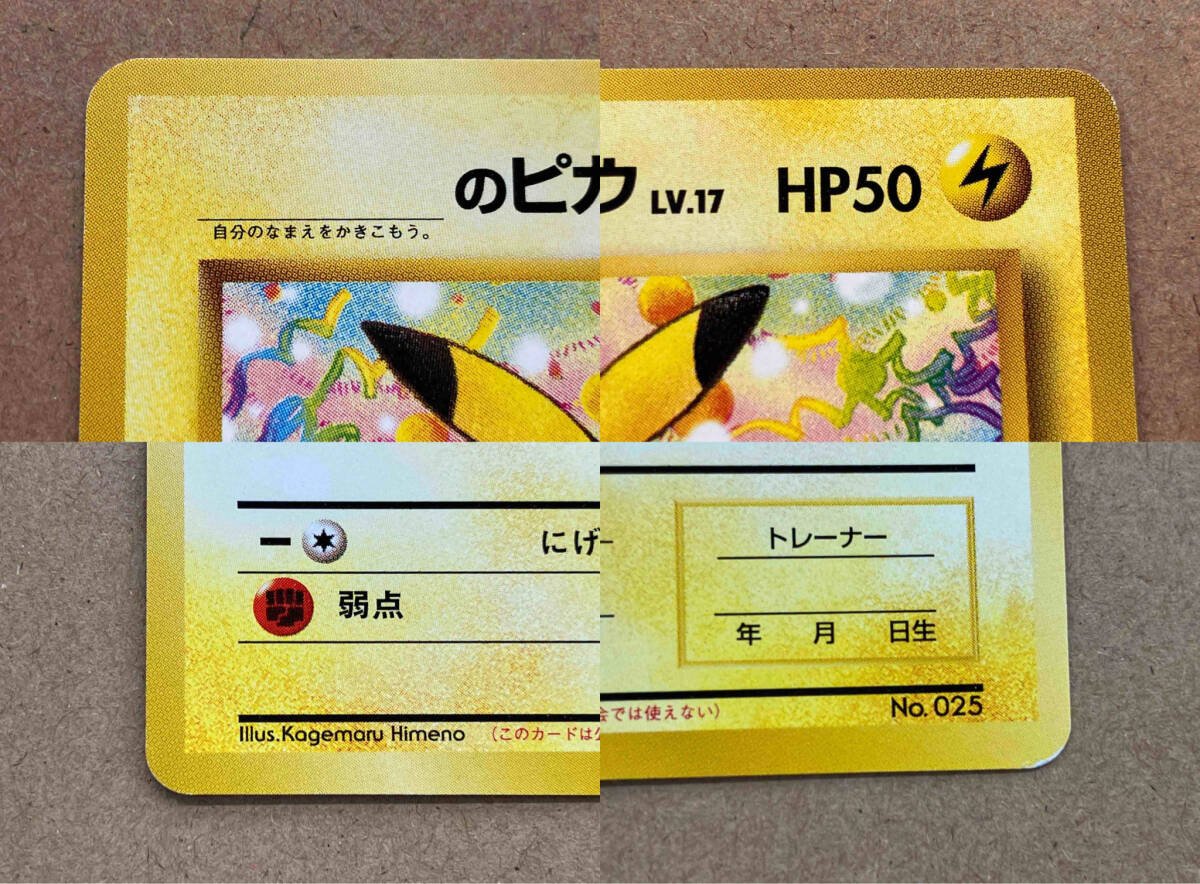 のピカ LV.17 HP50
自分のなまえをかきこもう。
にげ
トレーナー
弱点
年 月 日生
No. 025
Illus.Kagemaru Himeno (このカードは公
会では使えない)